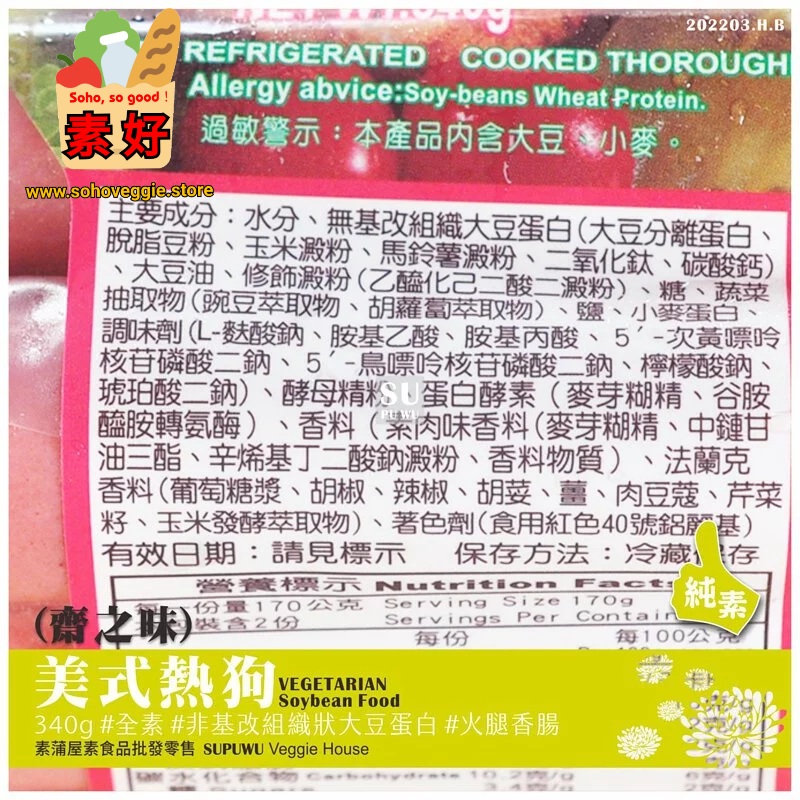 NET WT.340g
202203.H.B
REFRIGERATED COOKED THOROUGH
Allergy abvice:Soy-beans Wheat Protein.
過敏警示：本產品內含大豆、小麥。
Soho, so good !
素好
www.sohoveggie.store
主要成分：水分、無基改組織大豆蛋白(大豆分離蛋白、
脫脂豆粉、玉米澱粉、馬鈴薯澱粉、二氧化鈦、碳酸鈣)
、大豆油、修飾澱粉(乙醯化己二酸二澱粉)、糖、蔬菜
抽取物(豌豆萃取物、胡蘿蔔萃取物)、鹽、小麥蛋白、
調味劑(L-麩酸鈉、胺基乙酸、胺基丙酸、5′-次黃嘌呤
核苷磷酸二鈉、5′-鳥嘌呤核苷磷酸二鈉、檸檬酸鈉、
琥珀酸二鈉)、酵母精粉、蛋白酵素(麥芽糊精、谷胺
醯胺轉氨酶)、香料(素肉味香料(麥芽糊精、中鏈甘
油三酯、辛烯基丁二酸鈉澱粉、香料物質)、法蘭克
香料(葡萄糖漿、胡椒、辣椒、胡荽、薑、肉豆蔻、芹菜
籽、玉米發酵萃取物)、著色劑(食用紅色40號鋁麗基)
有效日期：請見標示 保存方法：冷藏保存
SU
PUWU
營養標示 Nutrition Facts
份量170公克 Serving Size 170g
裝含2份 Servings Per Contain
每份 每100公克
純素
(齋之味)
美式熱狗 VEGETARIAN
Soybean Food
340g #全素 #非基改組織狀大豆蛋白 #火腿香腸
素蒲屋素食品批發零售 SUPUWU Veggie House
碳水化合物 Carbohydrate 10.2克/g 6克/g
糖 Sugars 3.4克/g